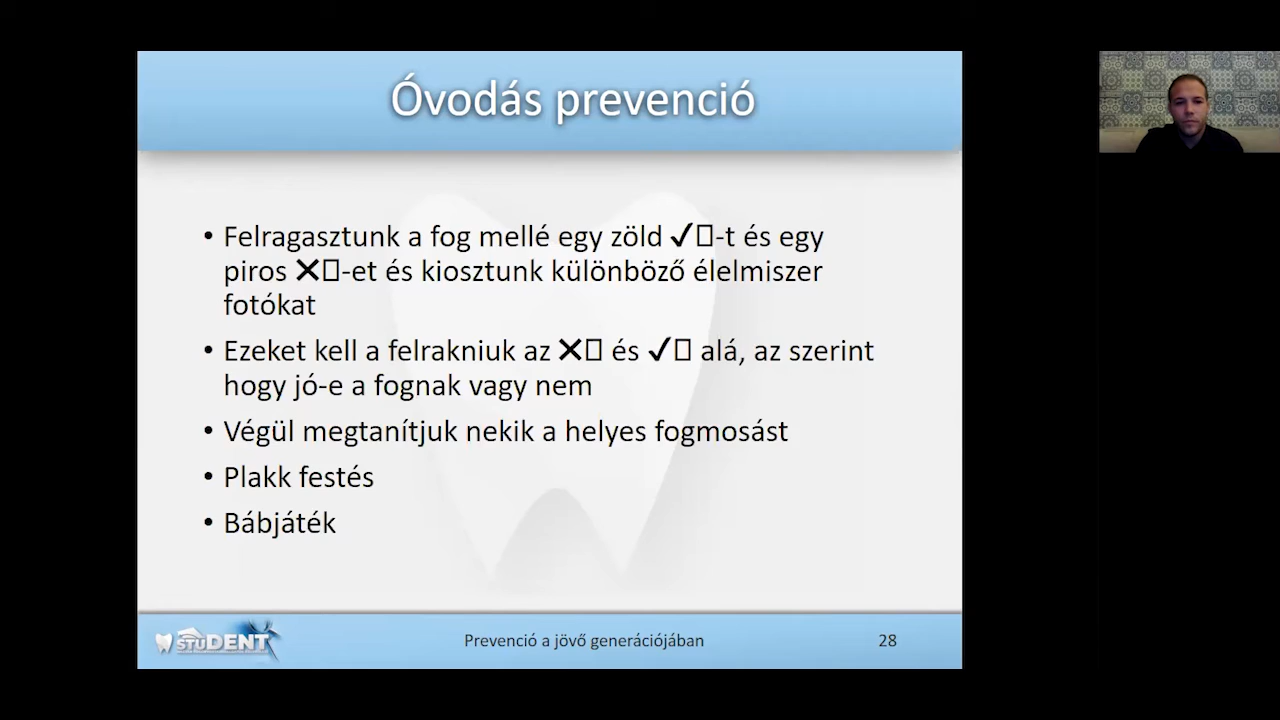 Óvodás prevenció
• Felragasztunk a fog mellé egy zöld ✔□-t és egy
piros ✖□-et és kiosztunk különböző élelmiszer
fotókat
• Ezeket kell a felrakniuk az ✖□ és ✔□ alá, az szerint
hogy jó-e a fognak vagy nem
• Végül megtanítjuk nekik a helyes fogmosást
• Plakk festés
• Bábjáték
STUDENT
Prevenció a jövő generációjában
28